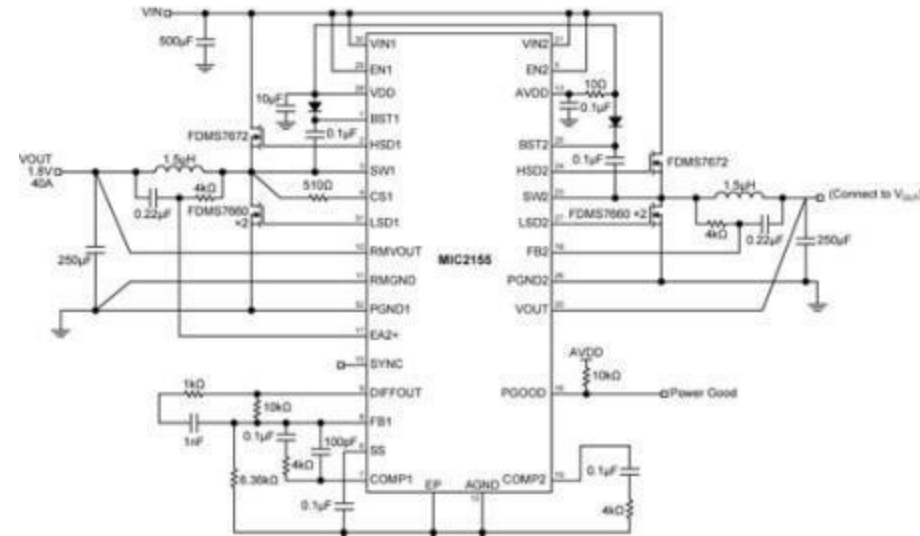 VIN
500µF
VOUT
1.8V
40A
1.5µH
0.22µF
4kΩ
250µF
FDMS7672
FDMS7660
×2
10µF
0.1µF
510Ω
VIN1
EN1
VDD
BST1
HSD1
SW1
CS1
LSD1
RMVOUT
RMGND
PGND1
EA2+
SYNC
DIFFOUT
FB1
SS
COMP1
1kΩ
10kΩ
1nF
0.1µF
100pF
4kΩ
6.36kΩ
0.1µF
MIC2155
EP
AGND
VIN2
EN2
AVDD
BST2
HSD2
SW2
LSD2
FB2
PGND2
VOUT
PGOOD
COMP2
10Ω
0.1µF
0.1µF
FDMS7672
FDMS7660 ×2
1.5µH
(Connect to VOUT)
4kΩ
0.22µF
250µF
AVDD
10kΩ
Power Good
0.1µF
4kΩ